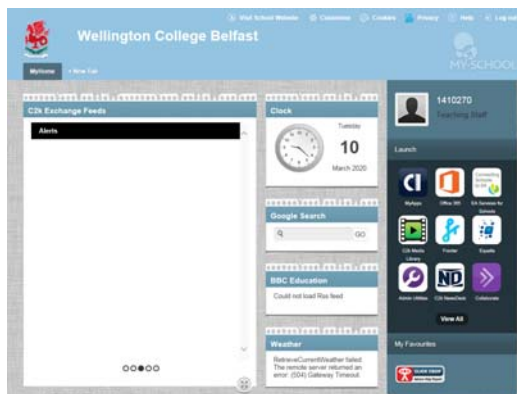 Visit School Website Customise Cookies Privacy Help Log out
Wellington College Belfast
MY-SCHOOL
MyHome + New Tab
C2k Exchange Feeds
Alerts
Clock
Tuesday
10
March 2020
Google Search
GO
BBC Education
Could not load Rss feed
Weather
RetrieveCurrentWeather failed:
The remote server returned an
error: (504) Gateway Timeout.
1410270
Teaching Staff
Launch
MyApps
Office 365
EA Services for
Schools
C2k Media
Library
Fronter
Equella
Admin Utilities
C2k NewsDesk
Collaborate
View All
My Favourites